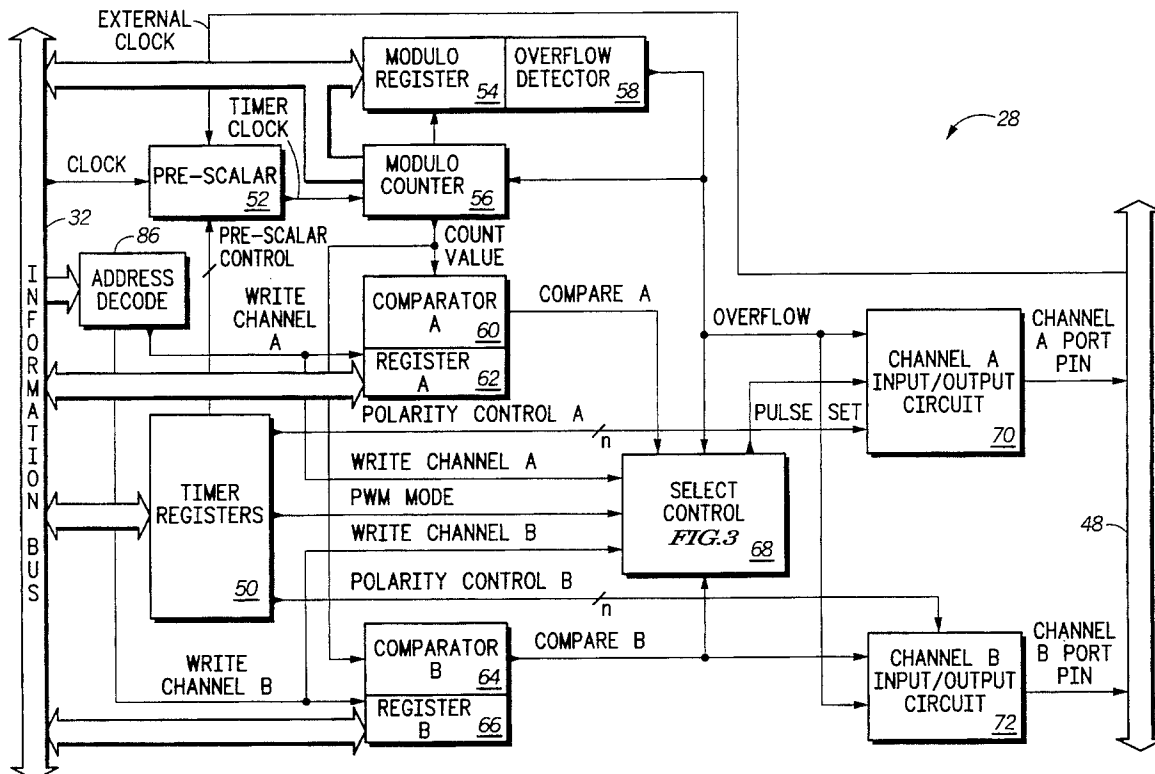 EXTERNAL
CLOCK
MODULO
REGISTER
54
OVERFLOW
DETECTOR
58
TIMER
CLOCK
28
CLOCK
PRE-SCALAR
52
MODULO
COUNTER
56
32
86
PRE-SCALAR
CONTROL
COUNT
VALUE
INFORMATION BUS
ADDRESS
DECODE
WRITE
CHANNEL
A
COMPARATOR
A
60
COMPARE A
REGISTER
A
62
OVERFLOW
CHANNEL A
INPUT/OUTPUT
CIRCUIT
70
CHANNEL
A PORT
PIN
POLARITY CONTROL A
n
PULSE SET
TIMER
REGISTERS
50
WRITE CHANNEL A
PWM MODE
WRITE CHANNEL B
SELECT
CONTROL
FIG.3
68
48
POLARITY CONTROL B
n
WRITE
CHANNEL B
COMPARATOR
B
64
COMPARE B
REGISTER
B
66
CHANNEL B
INPUT/OUTPUT
CIRCUIT
72
CHANNEL
B PORT
PIN